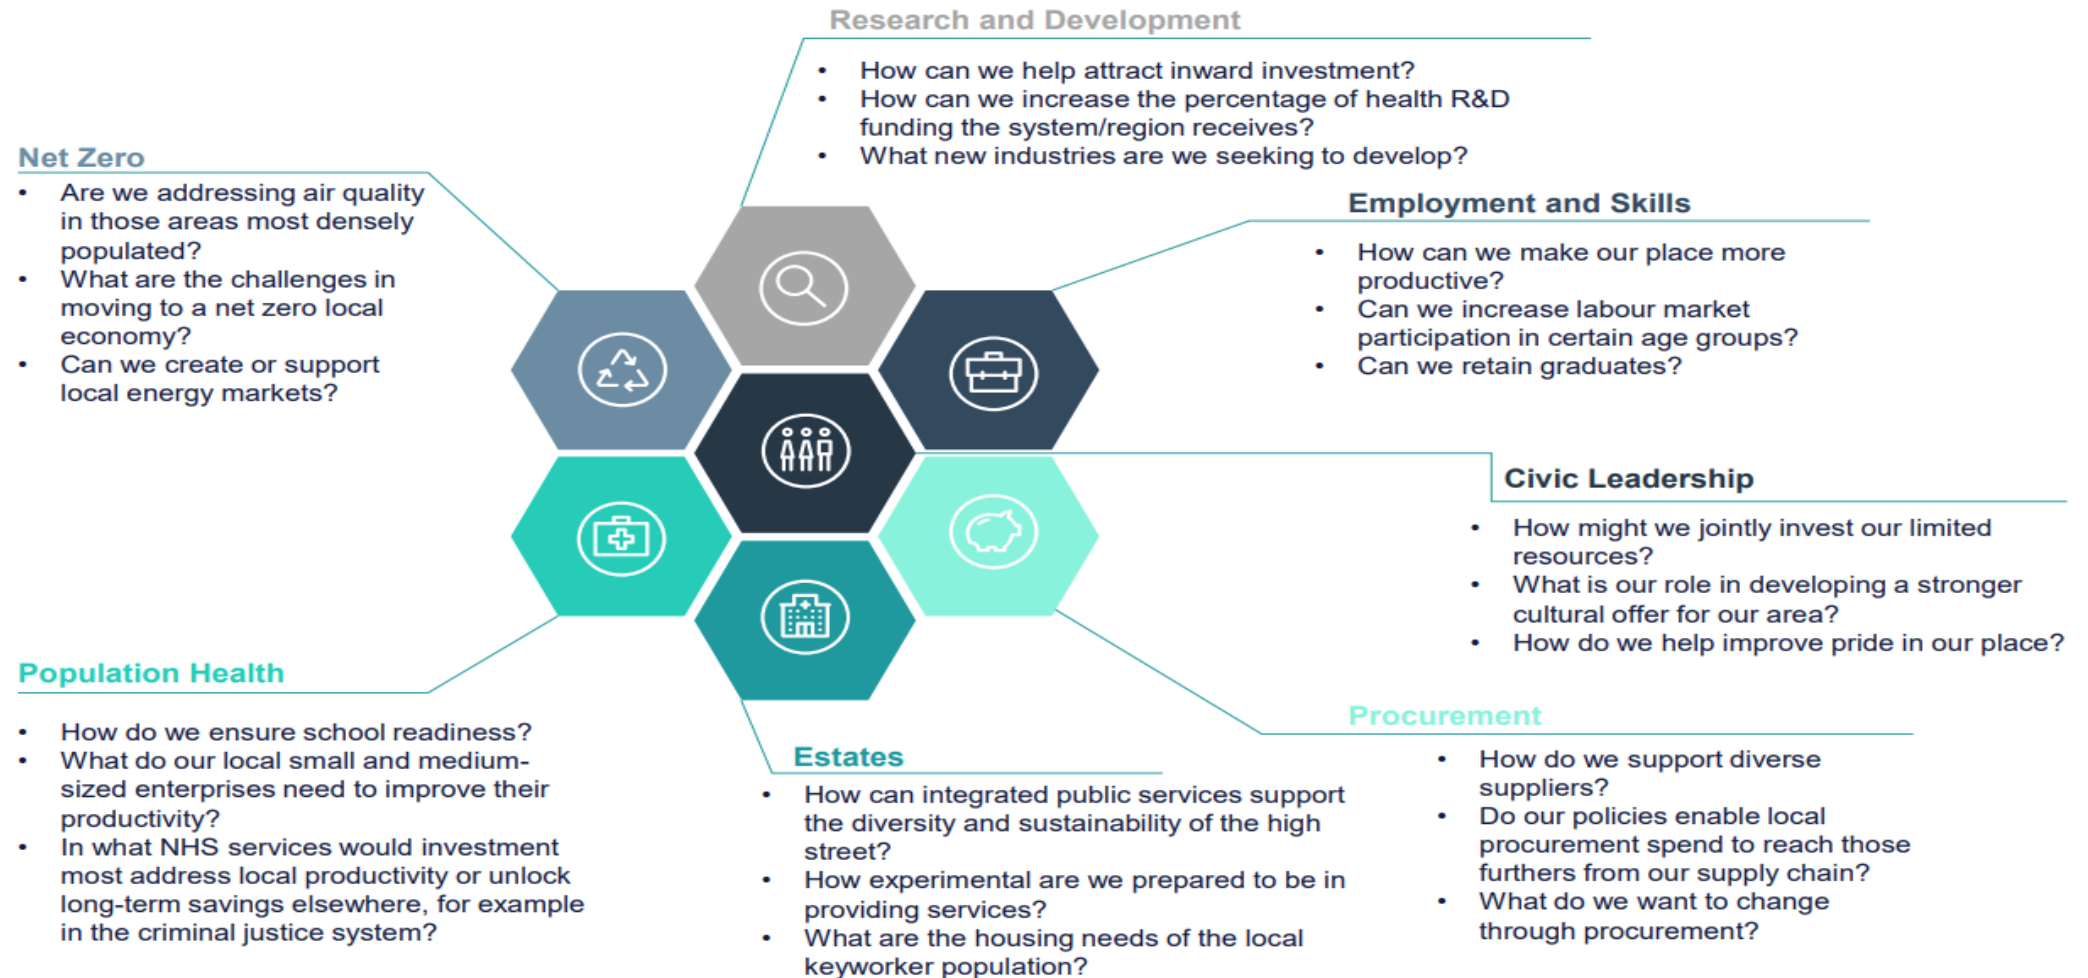 Research and Development
• How can we help attract inward investment?
• How can we increase the percentage of health R&D
funding the system/region receives?
• What new industries are we seeking to develop?
Net Zero
• Are we addressing air quality
in those areas most densely
populated?
• What are the challenges in
moving to a net zero local
economy?
• Can we create or support
local energy markets?
Employment and Skills
• How can we make our place more
productive?
• Can we increase labour market
participation in certain age groups?
• Can we retain graduates?
Civic Leadership
• How might we jointly invest our limited
resources?
• What is our role in developing a stronger
cultural offer for our area?
• How do we help improve pride in our place?
Population Health
• How do we ensure school readiness?
• What do our local small and medium-
sized enterprises need to improve their
productivity?
• In what NHS services would investment
most address local productivity or unlock
long-term savings elsewhere, for example
in the criminal justice system?
Estates
• How can integrated public services support
the diversity and sustainability of the high
street?
• How experimental are we prepared to be in
providing services?
• What are the housing needs of the local
keyworker population?
Procurement
• How do we support diverse
suppliers?
• Do our policies enable local
procurement spend to reach those
furthers from our supply chain?
• What do we want to change
through procurement?